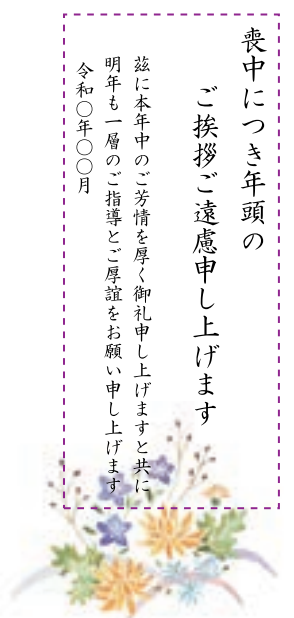 喪中につき年頭の
ご挨拶ご遠慮申し上げます
茲に本年中のご芳情を厚く御礼申し上げますと共に
明年も一層のご指導とご厚誼をお願い申し上げます
令和〇年〇〇月